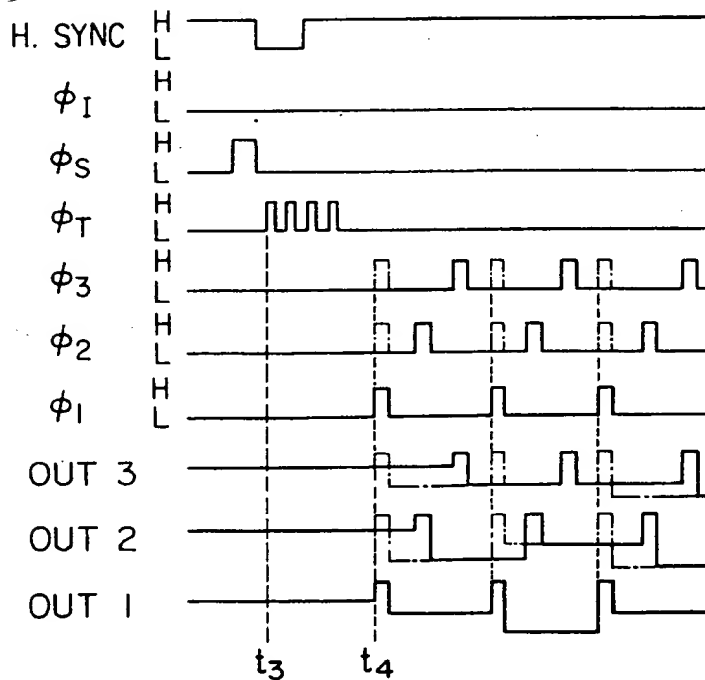 H. SYNC H L
φI H L
φS H L
φT H L
φ3 H L
φ2 H L
φ1 H L
OUT 3
OUT 2
OUT 1
t3 t4